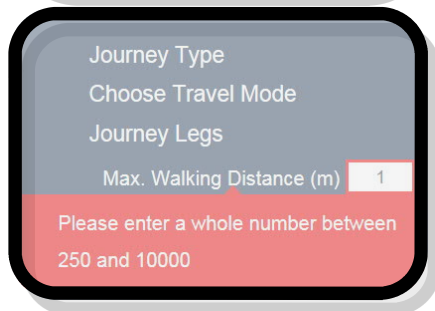 Journey Type
Choose Travel Mode
Journey Legs
Max. Walking Distance (m) 1
Please enter a whole number between
250 and 10000